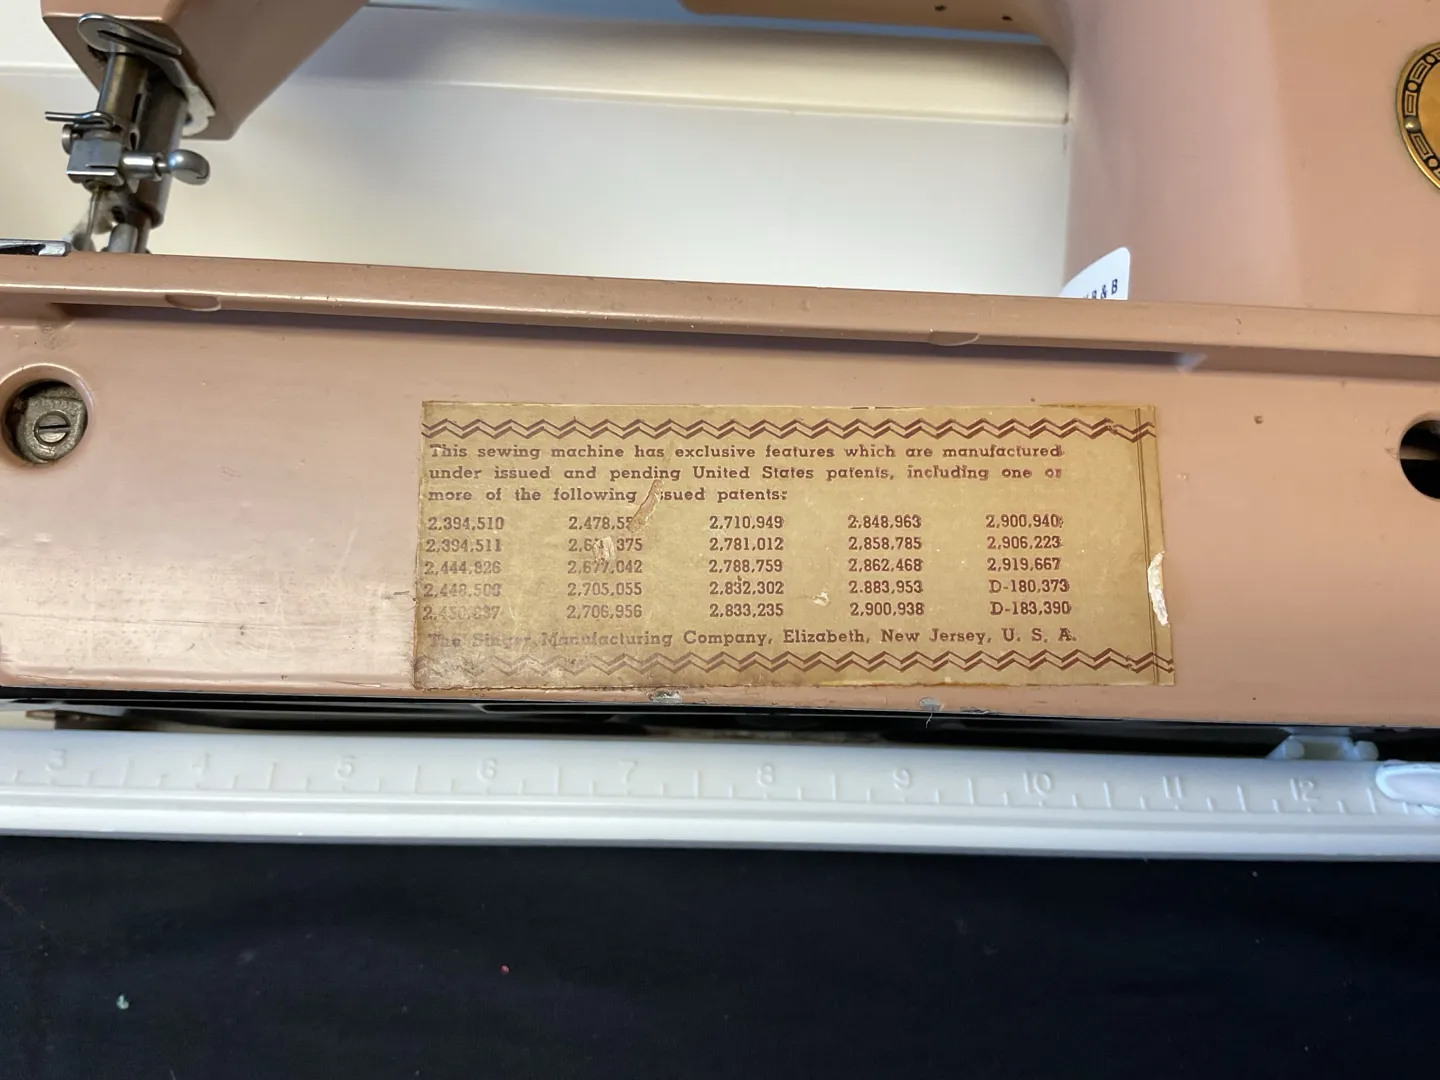 & B
This sewing machine has exclusive features which are manufactured
under issued and pending United States patents, including one or
more of the following issued patents:
2,394,510 2,710,949 2,848,963 2,900,940
2,394,511 2,781,012 2,858,785 2,906,223
2,444,826 2,677,042 2,788,759 2,862,468 2,919,667
2,705,055 2,832,302 2,883,953 D-180,373
2,706,956 2,833,235 2,900,938 D-183,390
The Singer Manufacturing Company, Elizabeth, New Jersey, U. S. A.
3 4 5 6 7 8 9 10 11 12